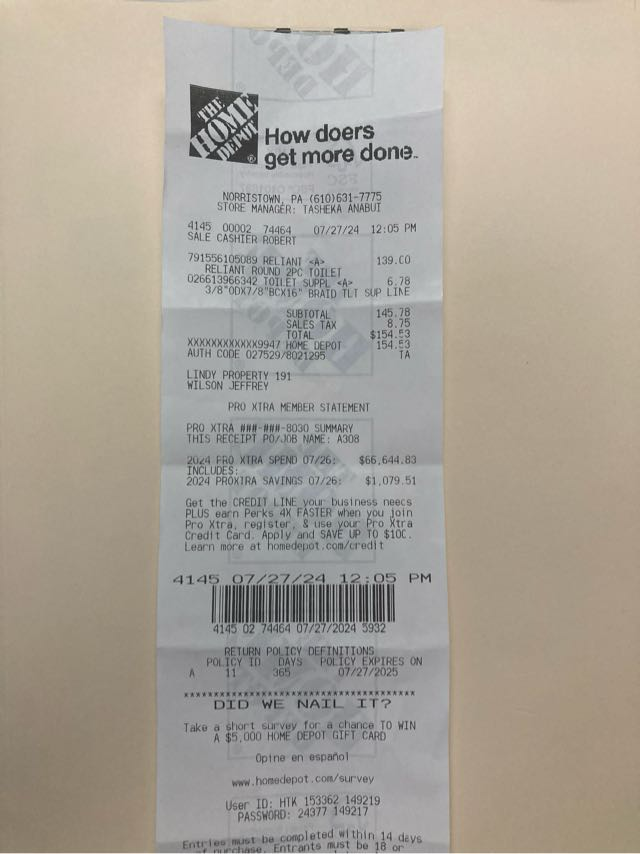 THE
HOME
DEPOT
How doers
get more done.
NORRISTOWN, PA (610)631-7775
STORE MANAGER: TASHEKA ANABUI
4145 00002 74464 07/27/24 12:05 PM
SALE CASHIER ROBERT
791556105089 RELIANT <A> 139.00
RELIANT ROUND 2PC TOILET
026613966342 TOILET SUPPL <A> 6.78
3/8"ODX7/8"BCX16" BRAID TLT SUP LINE
SUBTOTAL 145.78
SALES TAX 8.75
TOTAL $154.53
XXXXXXXXXXXX9947 HOME DEPOT 154.53
AUTH CODE 027529/8021295 TA
LINDY PROPERTY 191
WILSON JEFFREY
PRO XTRA MEMBER STATEMENT
PRO XTRA ###-###-8030 SUMMARY
THIS RECEIPT PO/JOB NAME: A308
2024 PRO XTRA SPEND 07/26: $66,644.83
INCLUDES:
2024 PROXTRA SAVINGS 07/26: $1,079.51
Get the CREDIT LINE your business needs
PLUS earn Perks 4X FASTER when you join
Pro Xtra, register, & use your Pro Xtra
Credit Card. Apply and SAVE UP TO $100.
Learn more at homedepot.com/credit
4145 07/27/24 12:05 PM
4145 02 74464 07/27/2024 5932
RETURN POLICY DEFINITIONS
POLICY ID DAYS POLICY EXPIRES ON
A 11 365 07/27/2025
****************************************
DID WE NAIL IT?
Take a short survey for a chance TO WIN
A $5,000 HOME DEPOT GIFT CARD
Opine en español
www.homedepot.com/survey
User ID: HTK 153362 149219
PASSWORD: 24377 149217
Entries must be completed within 14 days
of purchase. Entrants must be 18 or